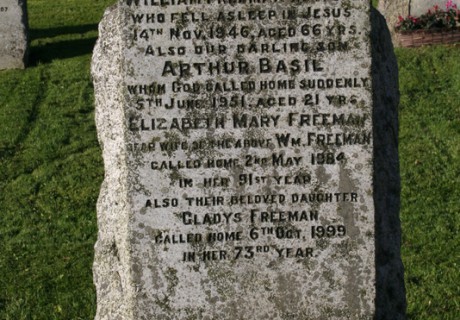 WHO FELL ASLEEP IN JESUS
14TH NOV. 1946, AGED 66 YRS.
ALSO OUR DARLING SON
ARTHUR BASIL
WHOM GOD CALLED HOME SUDDENLY
5TH JUNE 1951, AGED 21 YRS
ELIZABETH MARY FREEMAN
DEAR WIFE OF THE ABOVE WM. FREEMAN
CALLED HOME 2ND MAY 1984
IN HER 91ST YEAR
ALSO THEIR BELOVED DAUGHTER
GLADYS FREEMAN
CALLED HOME 6TH OCT, 1999
IN HER 73RD YEAR.